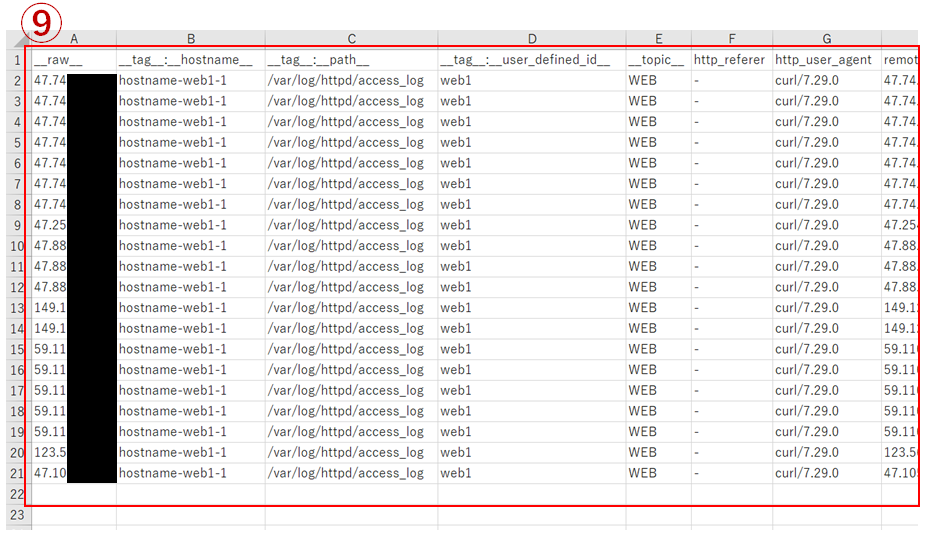 ⑨
A B C D E F G
1 __raw__ __tag__:__hostname__ __tag__:__path__ __tag__:__user_defined_id__ __topic__ http_referer http_user_agent remot
2 47.74 hostname-web1-1 /var/log/httpd/access_log web1 WEB - curl/7.29.0 47.74.
3 47.74 hostname-web1-1 /var/log/httpd/access_log web1 WEB - curl/7.29.0 47.74.
4 47.74 hostname-web1-1 /var/log/httpd/access_log web1 WEB - curl/7.29.0 47.74.
5 47.74 hostname-web1-1 /var/log/httpd/access_log web1 WEB - curl/7.29.0 47.74.
6 47.74 hostname-web1-1 /var/log/httpd/access_log web1 WEB - curl/7.29.0 47.74.
7 47.74 hostname-web1-1 /var/log/httpd/access_log web1 WEB - curl/7.29.0 47.74.
8 47.74 hostname-web1-1 /var/log/httpd/access_log web1 WEB - curl/7.29.0 47.74.
9 47.25 hostname-web1-1 /var/log/httpd/access_log web1 WEB - curl/7.29.0 47.25
10 47.88 hostname-web1-1 /var/log/httpd/access_log web1 WEB - curl/7.29.0 47.88.
11 47.88 hostname-web1-1 /var/log/httpd/access_log web1 WEB - curl/7.29.0 47.88.
12 47.88 hostname-web1-1 /var/log/httpd/access_log web1 WEB - curl/7.29.0 47.88.
13 149.1 hostname-web1-1 /var/log/httpd/access_log web1 WEB - curl/7.29.0 149.1
14 149.1 hostname-web1-1 /var/log/httpd/access_log web1 WEB - curl/7.29.0 149.1
15 59.11 hostname-web1-1 /var/log/httpd/access_log web1 WEB - curl/7.29.0 59.11
16 59.11 hostname-web1-1 /var/log/httpd/access_log web1 WEB - curl/7.29.0 59.11
17 59.11 hostname-web1-1 /var/log/httpd/access_log web1 WEB - curl/7.29.0 59.11
18 59.11 hostname-web1-1 /var/log/httpd/access_log web1 WEB - curl/7.29.0 59.11
19 59.11 hostname-web1-1 /var/log/httpd/access_log web1 WEB - curl/7.29.0 59.11
20 123.5 hostname-web1-1 /var/log/httpd/access_log web1 WEB - curl/7.29.0 123.5
21 47.10 hostname-web1-1 /var/log/httpd/access_log web1 WEB - curl/7.29.0 47.10
22
23